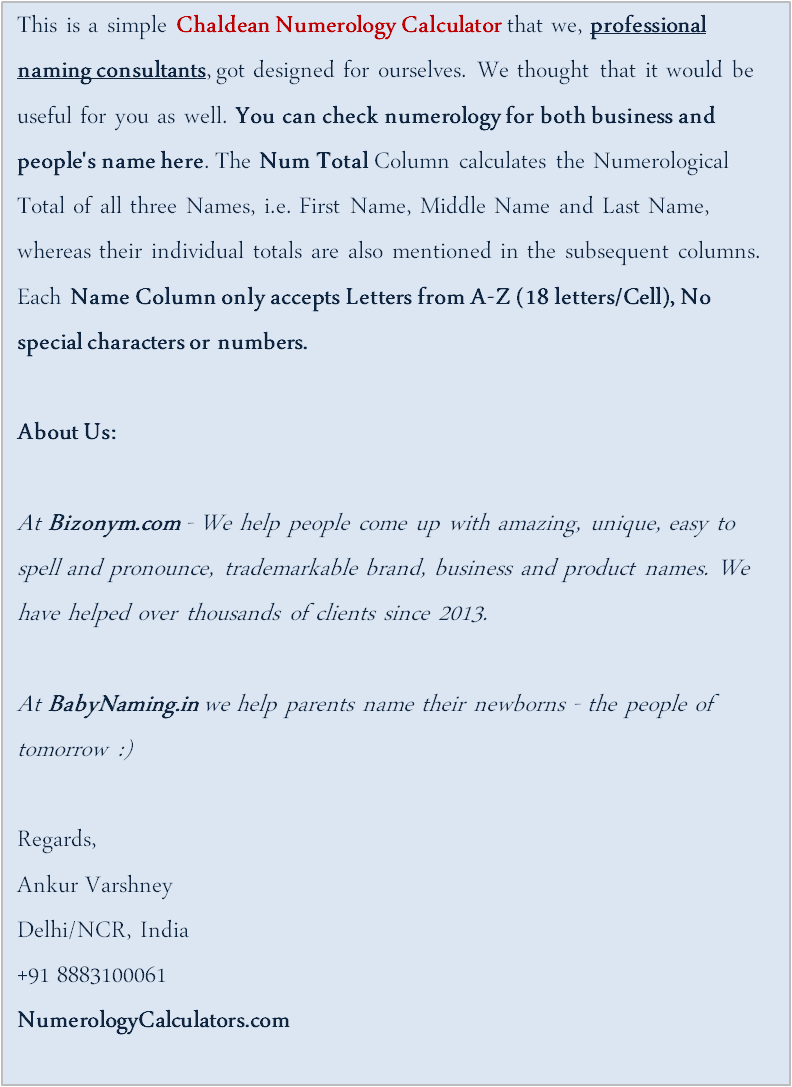 This is a simple Chaldean Numerology Calculator that we, professional
naming consultants, got designed for ourselves. We thought that it would be
useful for you as well. You can check numerology for both business and
people's name here. The Num Total Column calculates the Numerological
Total of all three Names, i.e. First Name, Middle Name and Last Name,
whereas their individual totals are also mentioned in the subsequent columns.
Each Name Column only accepts Letters from A-Z (18 letters/Cell), No
special characters or numbers.
About Us:
At Bizonym.com - We help people come up with amazing, unique, easy to
spell and pronounce, trademarkable brand, business and product names. We
have helped over thousands of clients since 2013.
At BabyNaming.in we help parents name their newborns - the people of
tomorrow :)
Regards,
Ankur Varshney
Delhi/NCR, India
+91 8883100061
NumerologyCalculators.com